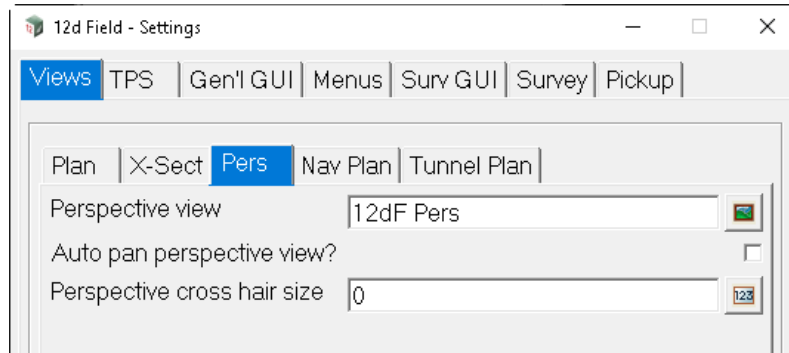 12d Field - Settings
Views TPS Gen'l GUI Menus Surv GUI Survey Pickup
Plan X-Sect Pers Nav Plan Tunnel Plan
Perspective view 12dF Pers
Auto pan perspective view?
Perspective cross hair size 0 123